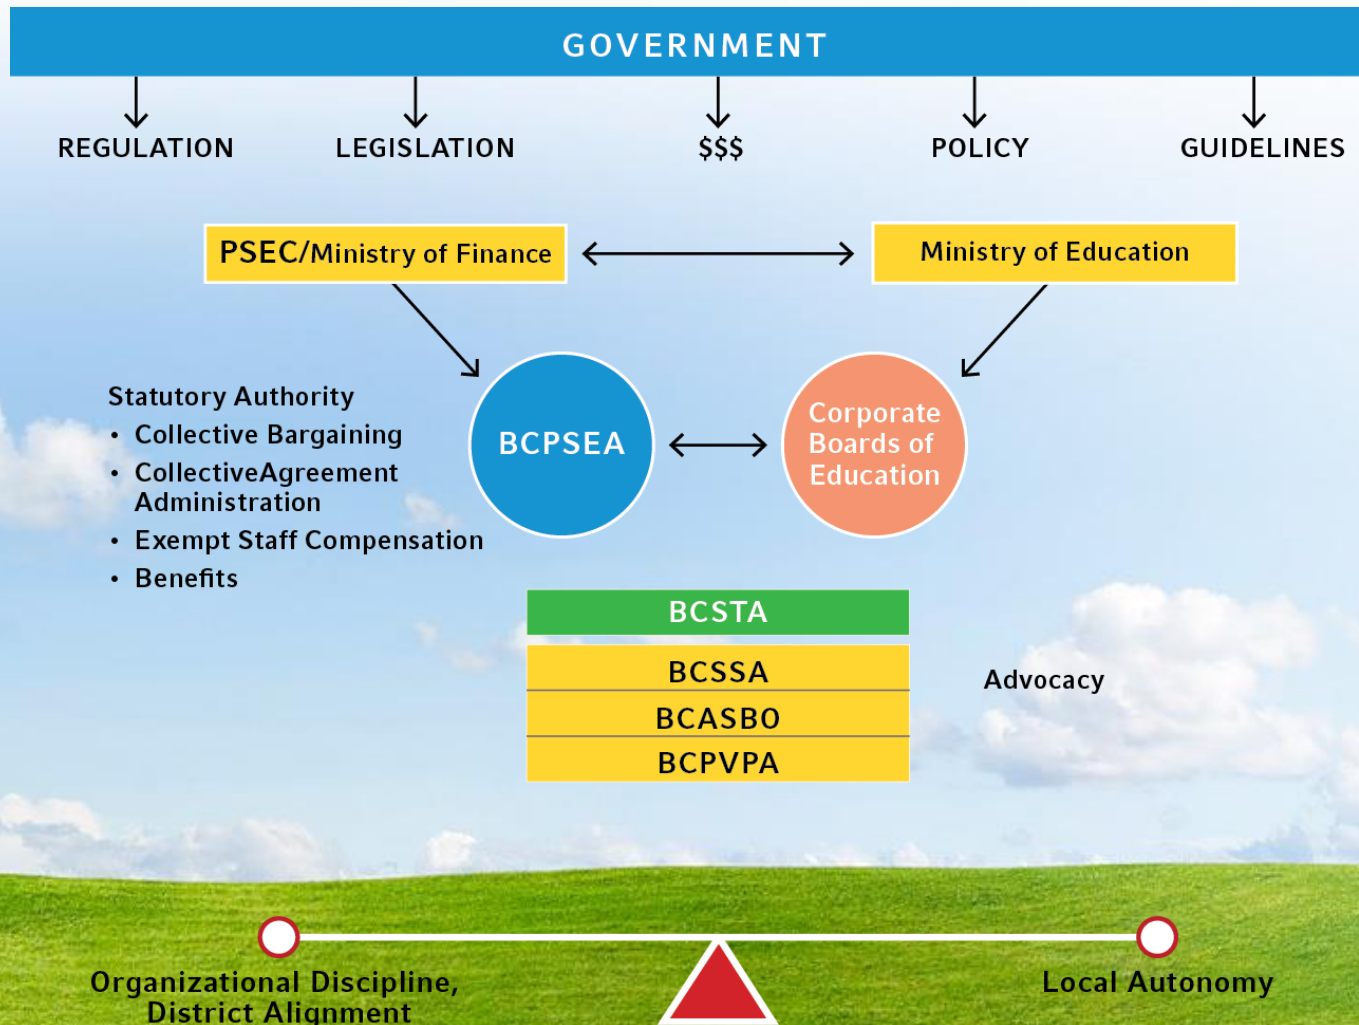 GOVERNMENT
REGULATION
LEGISLATION
$$$
POLICY
GUIDELINES
PSEC/Ministry of Finance
Ministry of Education
Statutory Authority
• Collective Bargaining
• CollectiveAgreement
Administration
• Exempt Staff Compensation
• Benefits
BCPSEA
Corporate
Boards of
Education
BCSTA
BCSSA
BCASBO
BCPVPA
Advocacy
Organizational Discipline,
District Alignment
Local Autonomy